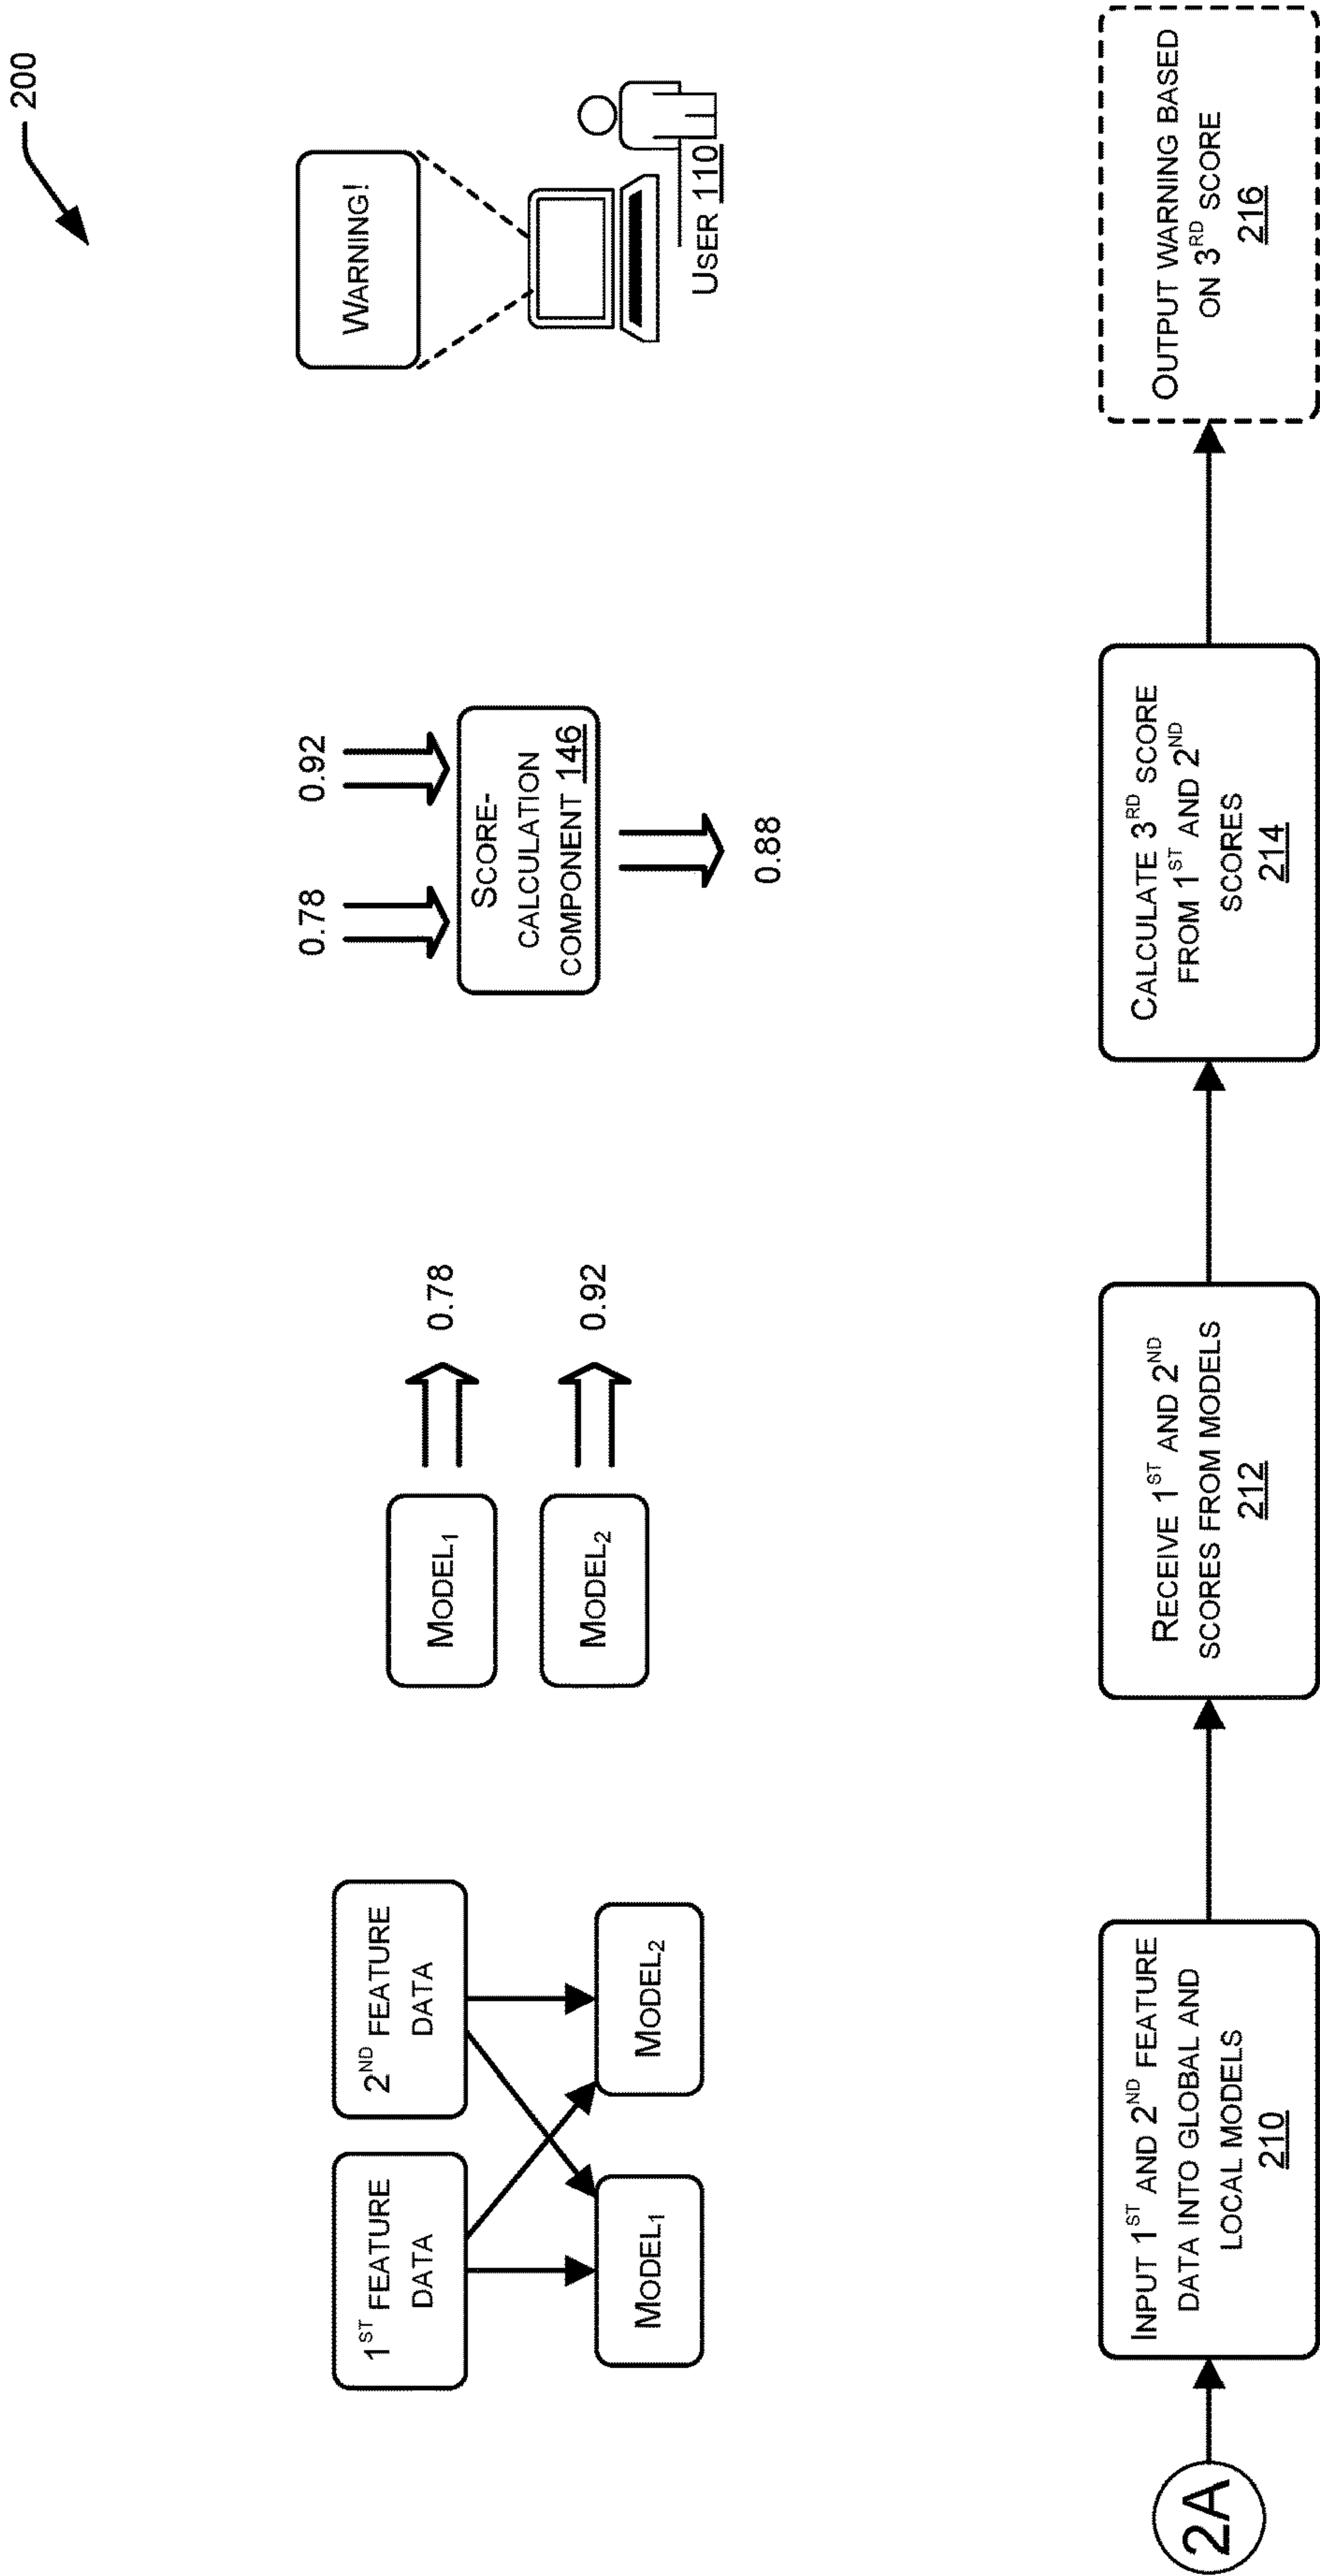 200
1ST FEATURE
DATA
2ND FEATURE
DATA
MODEL1
MODEL2
MODEL1
0.78
MODEL2
0.92
0.78
0.92
SCORE-
CALCULATION
COMPONENT 146
0.88
WARNING!
USER 110
2A
INPUT 1ST AND 2ND FEATURE
DATA INTO GLOBAL AND
LOCAL MODELS
210
RECEIVE 1ST AND 2ND
SCORES FROM MODELS
212
CALCULATE 3RD SCORE
FROM 1ST AND 2ND
SCORES
214
OUTPUT WARNING BASED
ON 3RD SCORE
216